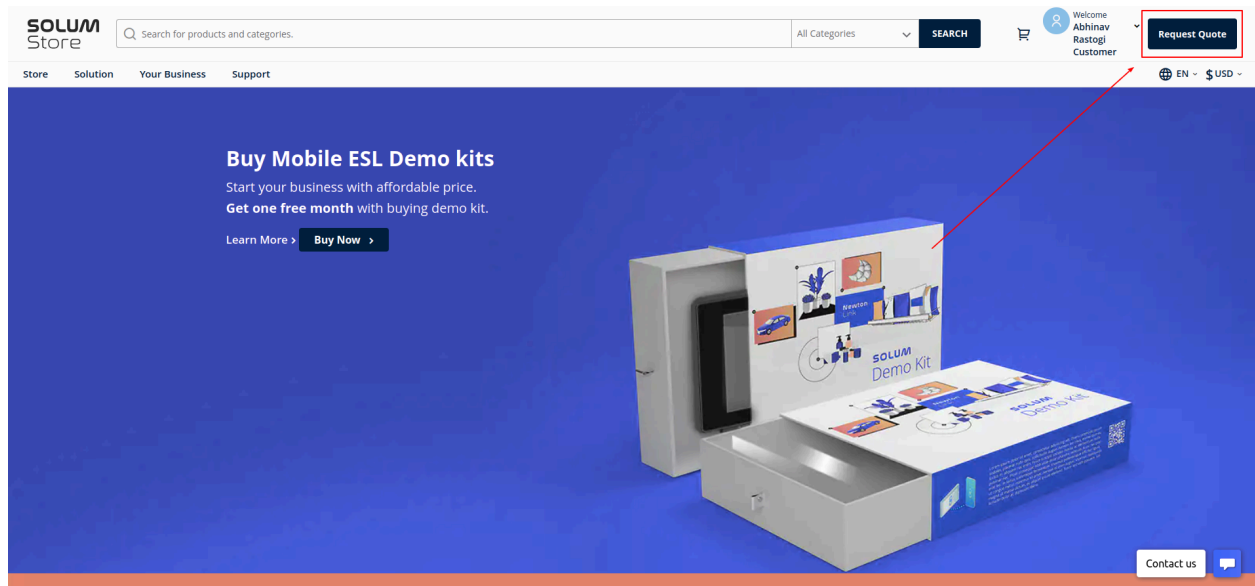 SOLUM
Store
Search for products and categories.
All Categories
SEARCH
Welcome
Abhinav
Rastogi
Customer
Request Quote
Store
Solution
Your Business
Support
EN
$ USD
Buy Mobile ESL Demo kits
Start your business with affordable price.
Get one free month with buying demo kit.
Learn More >
Buy Now >
Newton
Link
SOLUM
Demo Kit
SOLUM
Demo Kit
Contact us